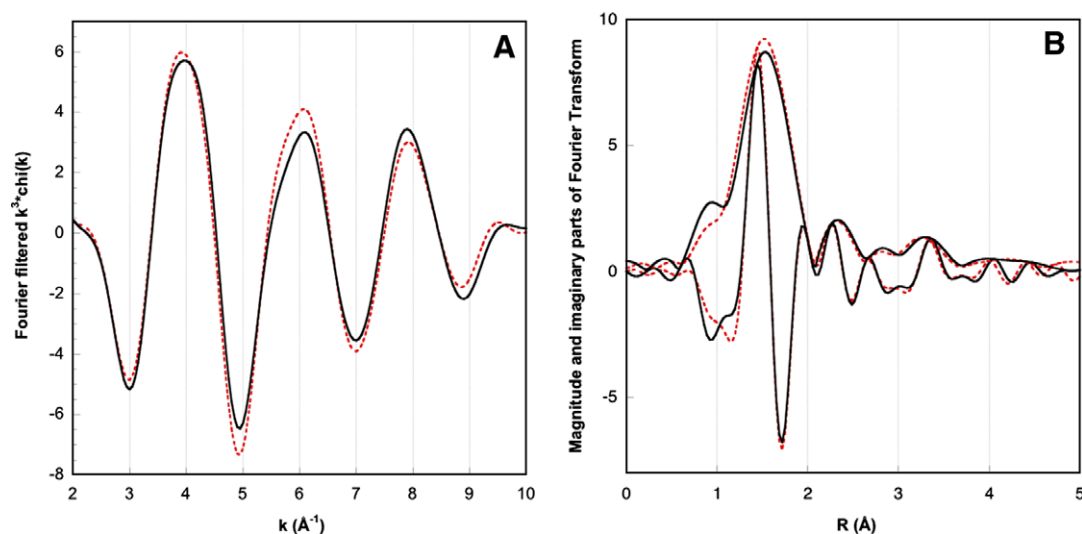 A
Fourier filtered k³*chi(k)
6
4
2
0
-2
-4
-6
-8
2 3 4 5 6 7 8 9 10
k (Å⁻¹)
B
Magnitude and imaginary parts of Fourier Transform
10
5
0
-5
0 1 2 3 4 5
R (Å)